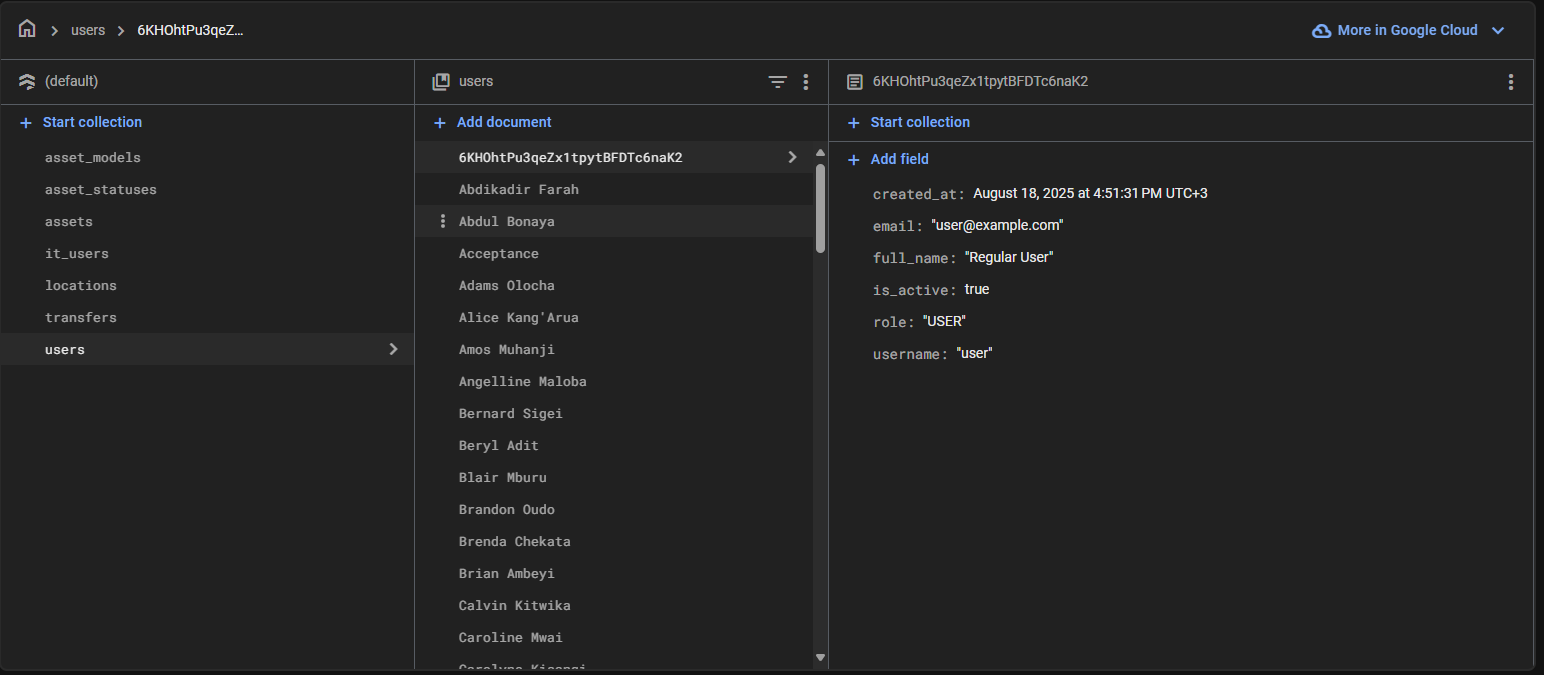 users
6KHOhtPu3qeZ...
More in Google Cloud
(default)
users
6KHOhtPu3qeZx1tpytBFDTc6naK2
Start collection
asset_models
asset_statuses
assets
it_users
locations
transfers
users
Add document
6KHOhtPu3qeZx1tpytBFDTc6naK2
Abdikadir Farah
Abdul Bonaya
Acceptance
Adams Olocha
Alice Kang'Arua
Amos Muhanji
Angelline Maloba
Bernard Sigei
Beryl Adit
Blair Mburu
Brandon Oudo
Brenda Chekata
Brian Ambeyi
Calvin Kitwika
Caroline Mwai
Start collection
Add field
created_at: August 18, 2025 at 4:51:31 PM UTC+3
email: "user@example.com"
full_name: "Regular User"
is_active: true
role: "USER"
username: "user"